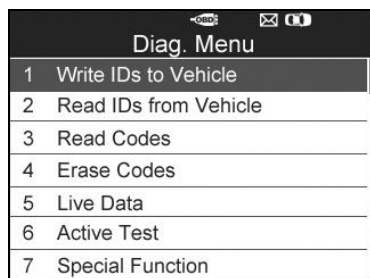 OBD
Diag. Menu
1 Write IDs to Vehicle
2 Read IDs from Vehicle
3 Read Codes
4 Erase Codes
5 Live Data
6 Active Test
7 Special Function